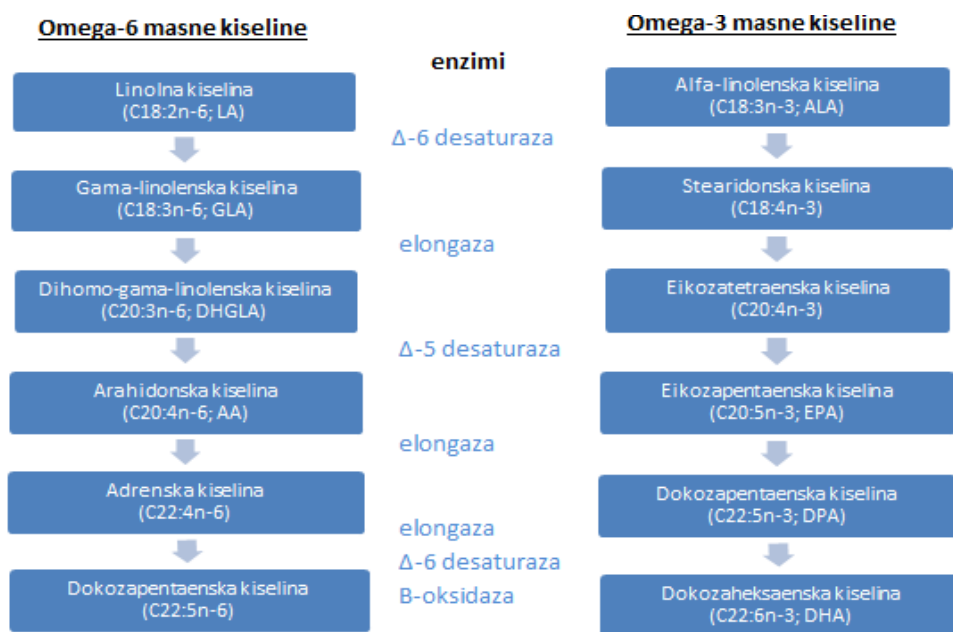 Omega-6 masne kiseline
Linolna kiselina
(C18:2n-6; LA)
Gama-linolenska kiselina
(C18:3n-6; GLA)
Dihomo-gama-linolenska kiselina
(C20:3n-6; DHGLA)
Arahidonska kiselina
(C20:4n-6; AA)
Adrenska kiselina
(C22:4n-6)
Dokozapentaenska kiselina
(C22:5n-6)
enzimi
Δ-6 desaturaza
elongaza
Δ-5 desaturaza
elongaza
elongaza
Δ-6 desaturaza
B-oksidaza
Omega-3 masne kiseline
Alfa-linolenska kiselina
(C18:3n-3; ALA)
Stearidonska kiselina
(C18:4n-3)
Eikozatetraenska kiselina
(C20:4n-3)
Eikozapentaenska kiselina
(C20:5n-3; EPA)
Dokozapentaenska kiselina
(C22:5n-3; DPA)
Dokozaheksaenska kiselina
(C22:6n-3; DHA)